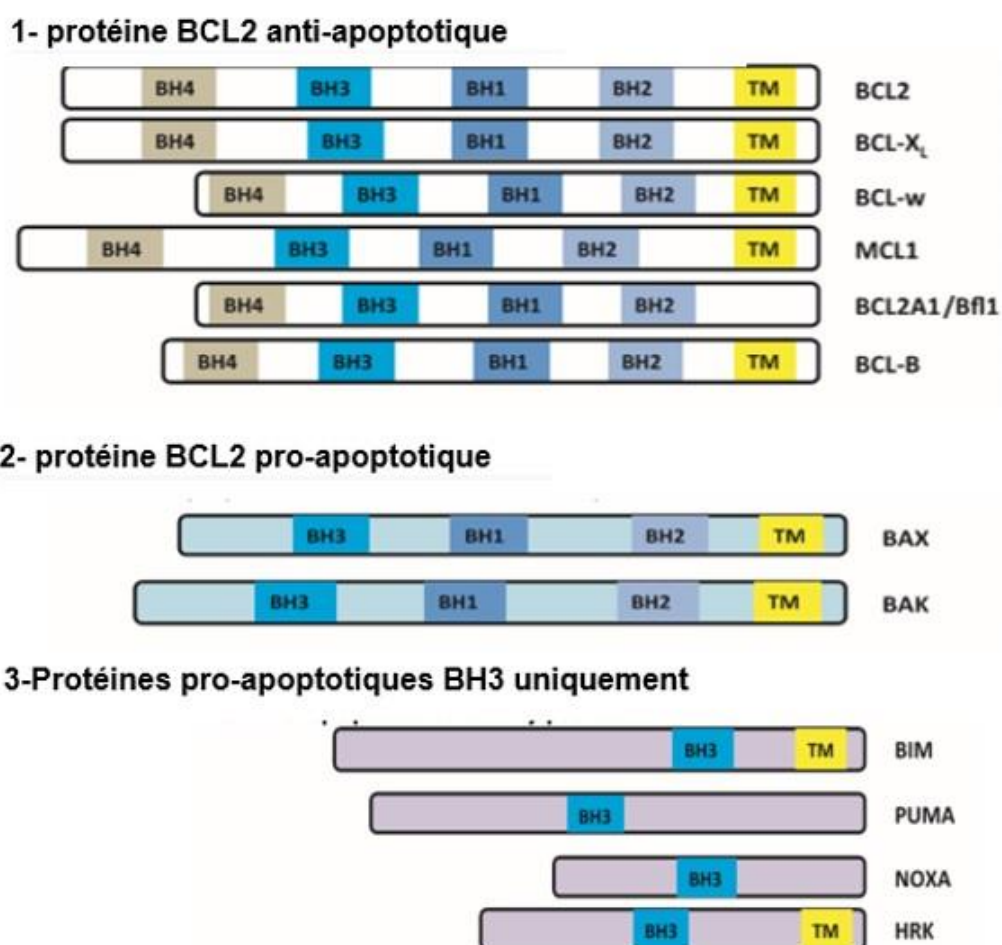 1- protéine BCL2 anti-apoptotique
BH4 BH3 BH1 BH2 TM BCL2
BH4 BH3 BH1 BH2 TM BCL-XL
BH4 BH3 BH1 BH2 TM BCL-w
BH4 BH3 BH1 BH2 TM MCL1
BH4 BH3 BH1 BH2 BCL2A1/Bfl1
BH4 BH3 BH1 BH2 TM BCL-B
2- protéine BCL2 pro-apoptotique
BH3 BH1 BH2 TM BAX
BH3 BH1 BH2 TM BAK
3-Protéines pro-apoptotiques BH3 uniquement
BH3 TM BIM
BH3 PUMA
BH3 NOXA
BH3 TM HRK